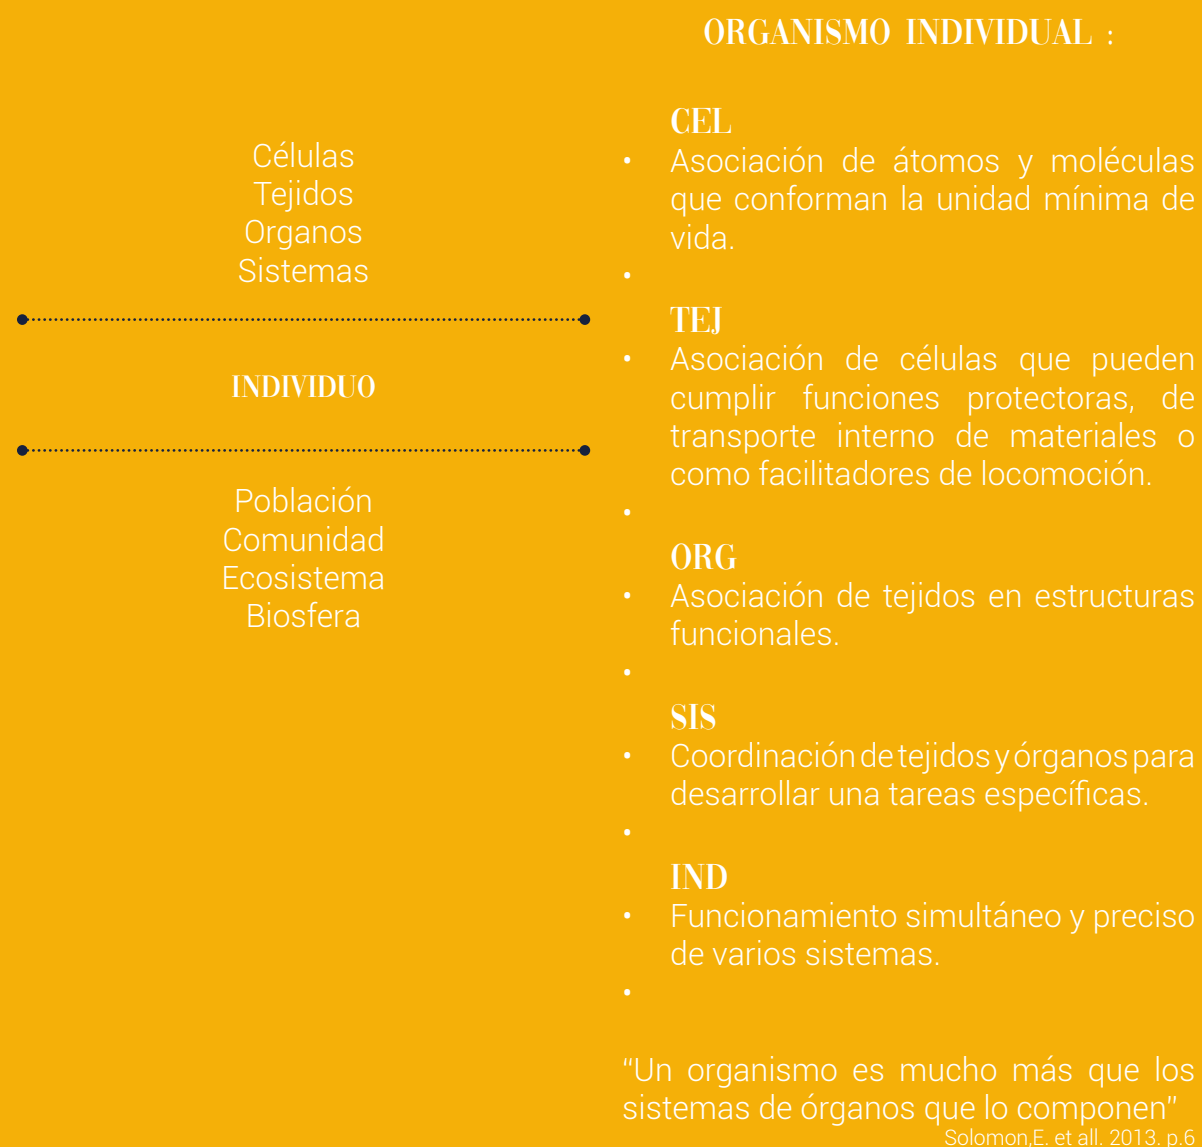 Células
Tejidos
Organos
Sistemas
INDIVIDUO
Población
Comunidad
Ecosistema
Biosfera
ORGANISMO INDIVIDUAL :
CEL
• Asociación de átomos y moléculas
que conforman la unidad mínima de
vida.
•
TEJ
• Asociación de células que pueden
cumplir funciones protectoras, de
transporte interno de materiales o
como facilitadores de locomoción.
•
ORG
• Asociación de tejidos en estructuras
funcionales.
•
SIS
• Coordinación de tejidos y órganos para
desarrollar una tareas específicas.
•
IND
• Funcionamiento simultáneo y preciso
de varios sistemas.
•
"Un organismo es mucho más que los
sistemas de órganos que lo componen"
Solomon,E. et all. 2013. p.6